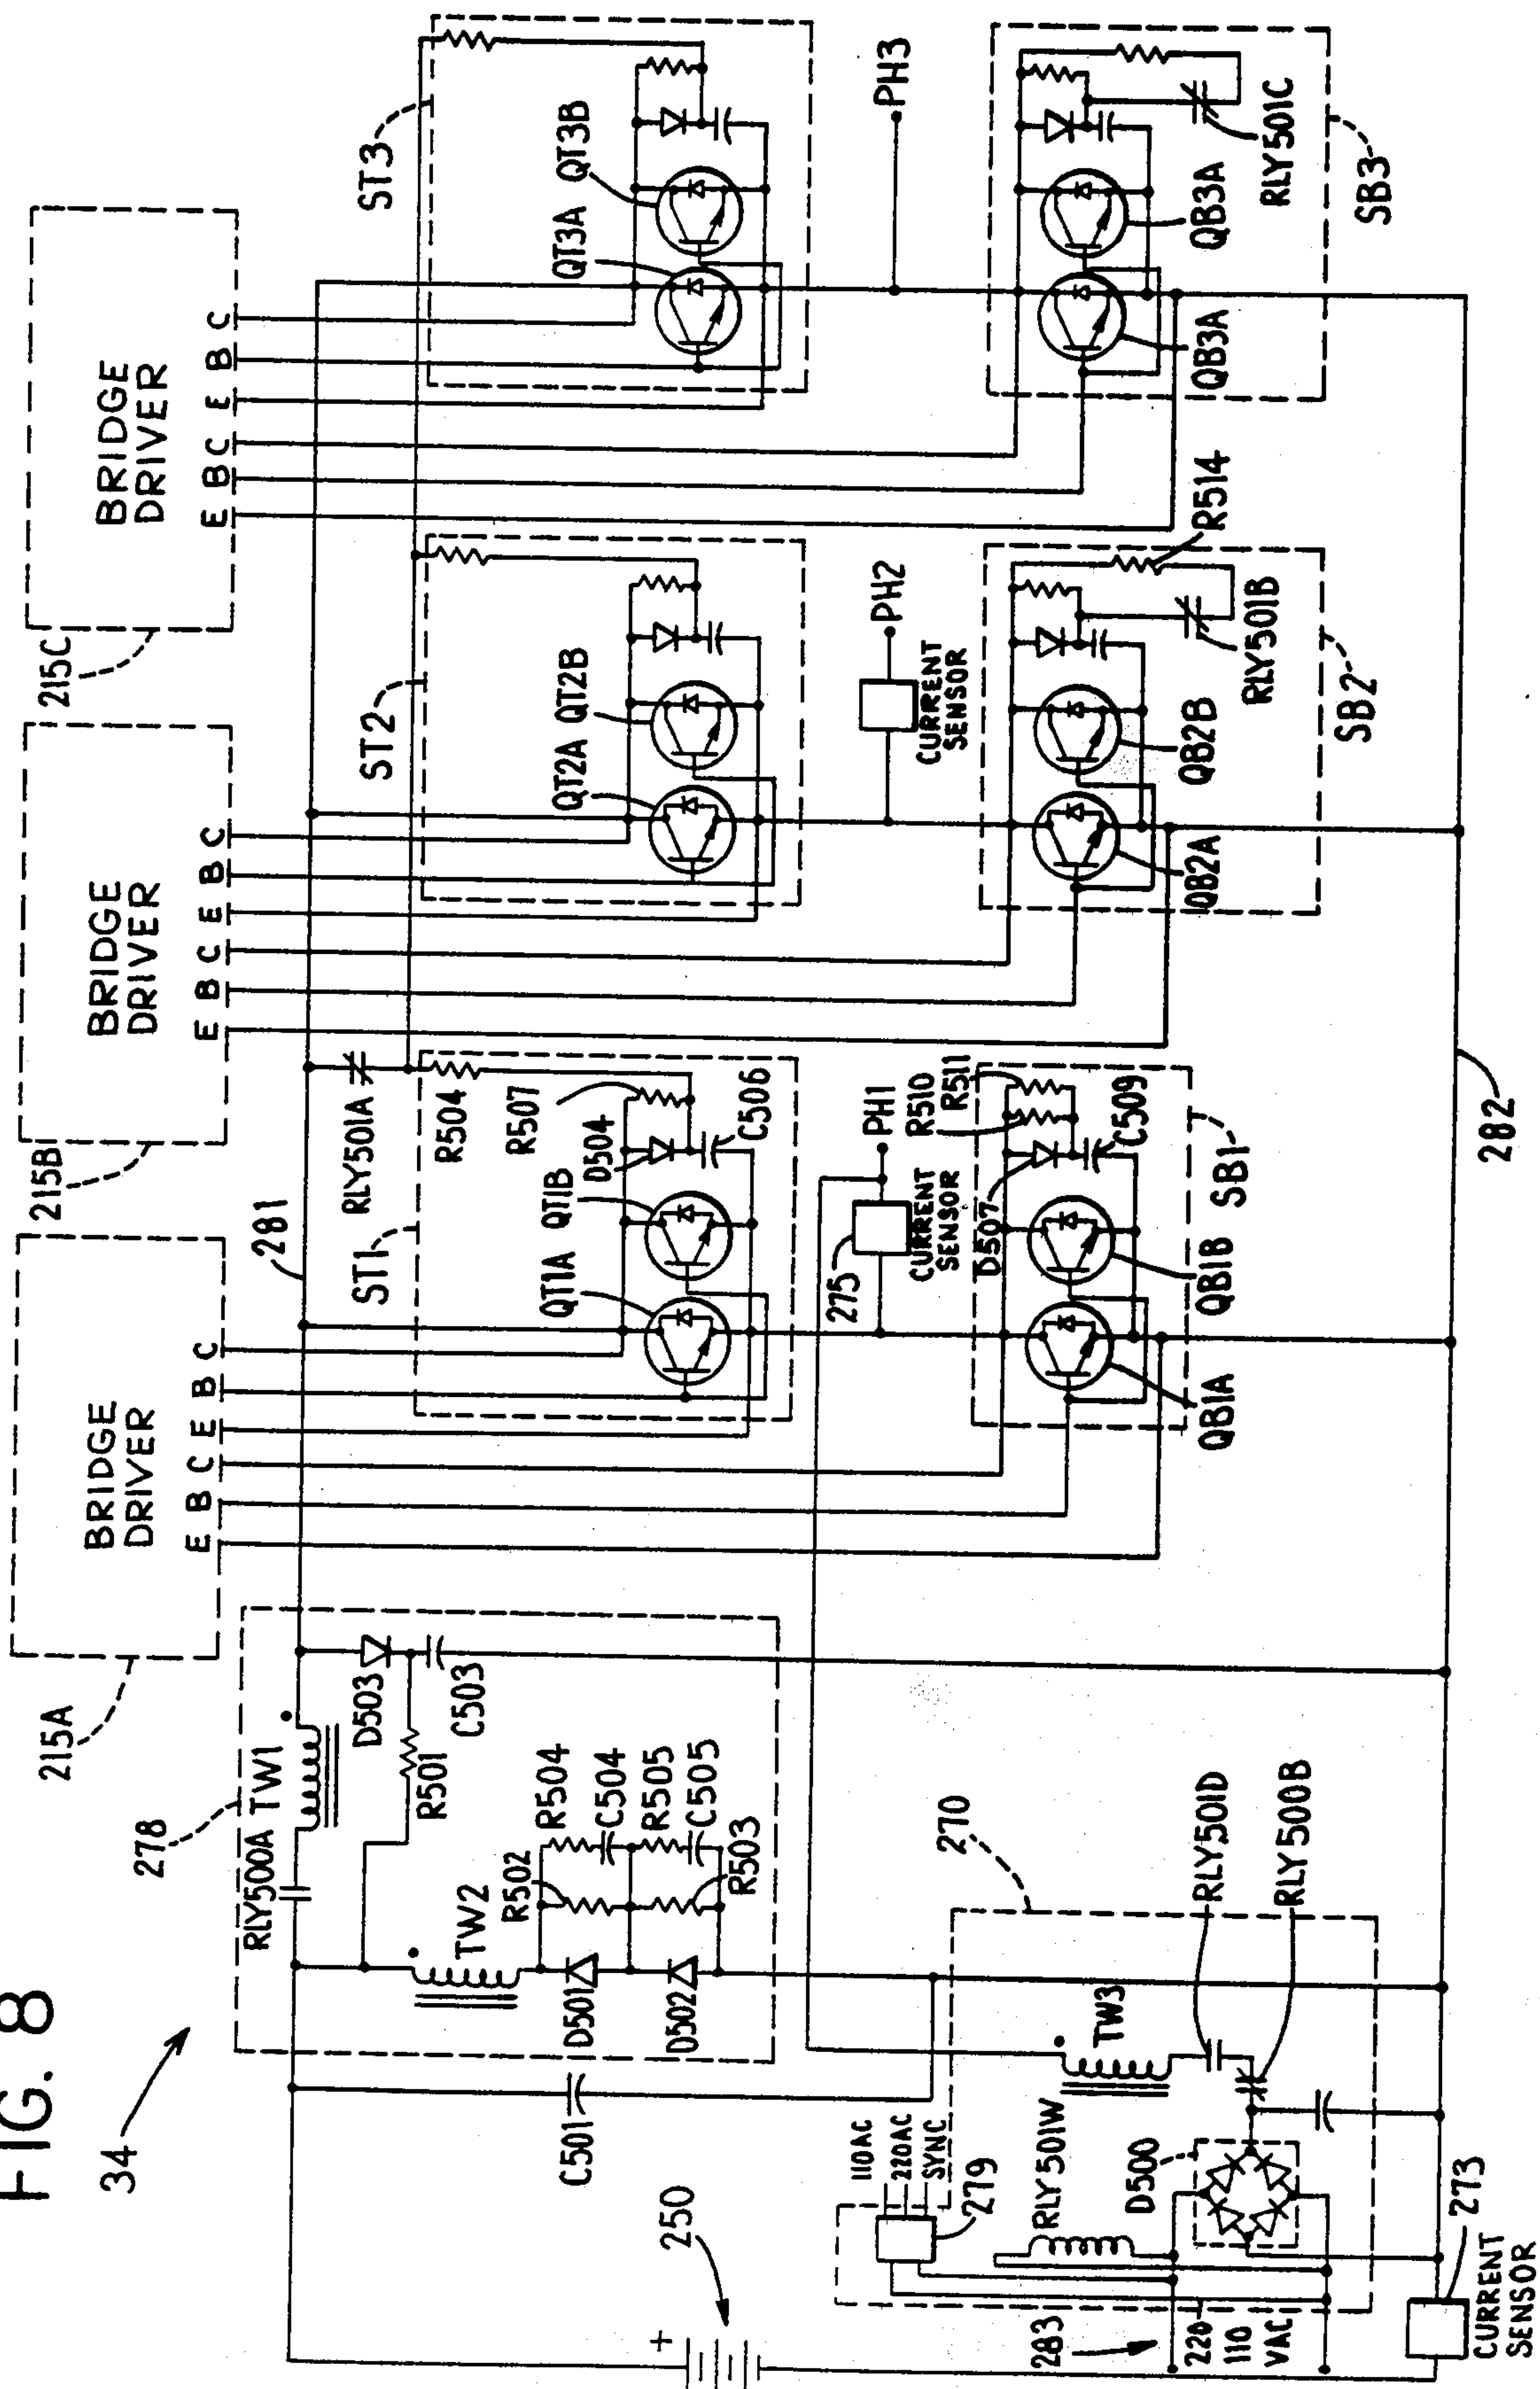 FIG. 8
34
215A
BRIDGE
DRIVER
E B C E B C
215B
BRIDGE
DRIVER
E B C E B C
215C
BRIDGE
DRIVER
E B C E B C
278
RLY500A
TW1
281
D503
R501
C503
TW2
R502
R504
C504
R505
C505
R503
D501
D502
C501
RLY501A
ST1
R504
R507
D504
C506
QT1A
QT1B
ST2
QT2A
QT2B
ST3
QT3A
QT3B
275
CURRENT
SENSOR
PH1
CURRENT
SENSOR
PH2
PH3
D507
R510
R511
C509
SB1
QB1A
QB1B
QB2A
QB2B
RLY501B
R514
SB2
QB3A
QB3A
RLY501C
SB3
282
250
+
110AC
220AC
SYNC
279
RLY501W
D500
TW3
270
RLY501D
RLY500B
283
220
110
VAC
273
CURRENT
SENSOR